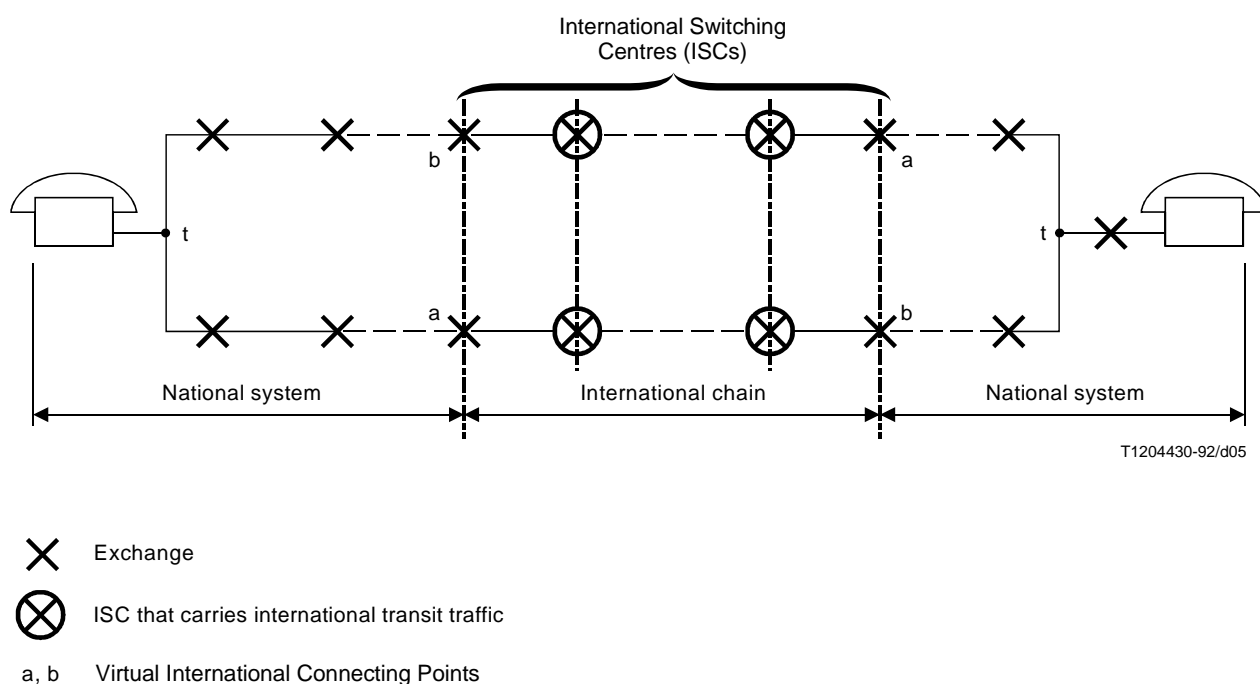 International Switching
Centres (ISCs)
b
a
t
t
a
b
National system
International chain
National system
T1204430-92/d05
Exchange
ISC that carries international transit traffic
a, b Virtual International Connecting Points